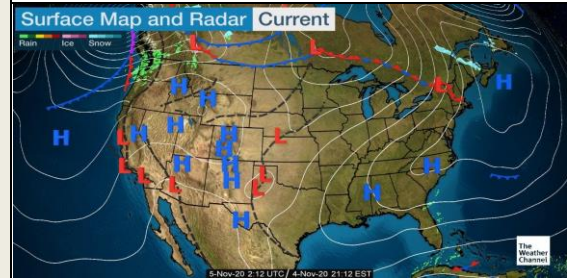 Surface Map and Radar Current
Rain Ice Snow
L
L
H
H
L
H
H
H
L
H
H
L
H
H
L
H
H
L
L
L
H
L
H
H
H
5-Nov-20 2:12 UTC / 4-Nov-20 21:12 EST
The
Weather
Channel